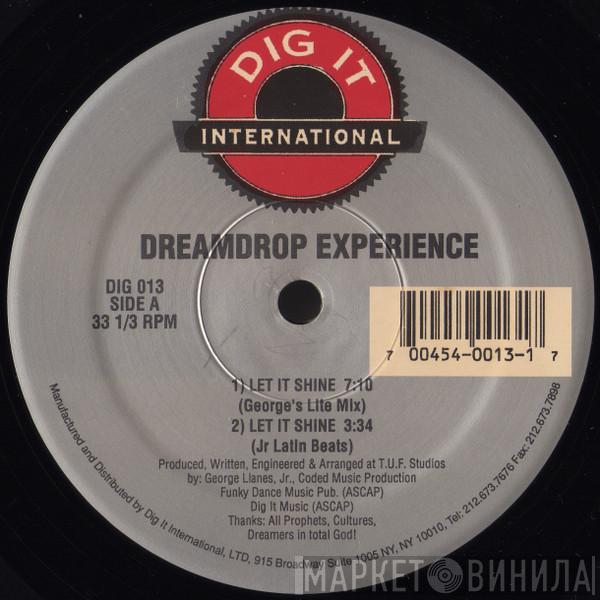 DIG IT
INTERNATIONAL
DREAMDROP EXPERIENCE
DIG 013
SIDE A
33 1/3 RPM
7 00454-0013-1 7
1) LET IT SHINE 7:10
(George's Lite Mix)
2) LET IT SHINE 3:34
(Jr Latin Beats)
Produced, Written, Engineered & Arranged at T.U.F. Studios
by: George Llanes, Jr., Coded Music Production
Funky Dance Music Pub. (ASCAP)
Dig It Music (ASCAP)
Thanks: All Prophets, Cultures,
Dreamers in total God!
Manufactured and Distributed by Dig It International, LTD, 915 Broadway Suite 1005 NY, NY 10010, Tel: 212.673.7676 Fax: 212.673.7898
МАРКЕТ ВИНИЛА